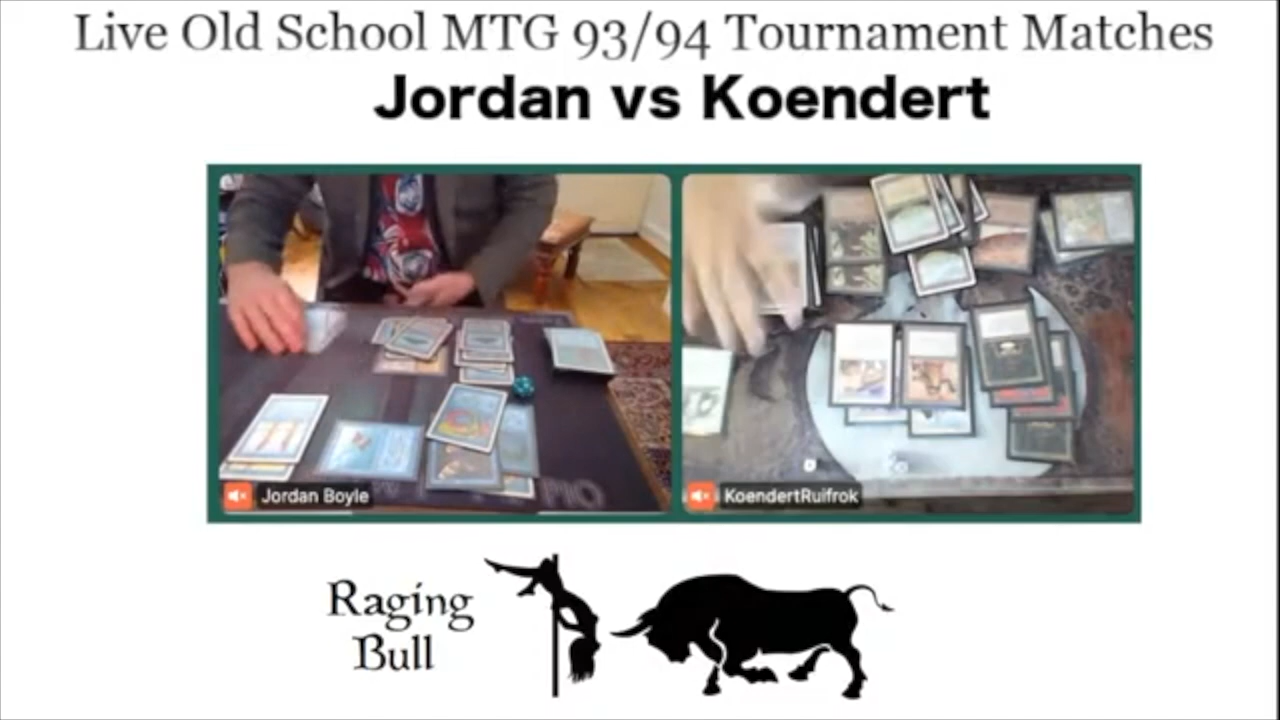 Live Old School MTG 93/94 Tournament Matches
Jordan vs Koendert
Jordan Boyle
KoendertRuifrok
Raging
Bull